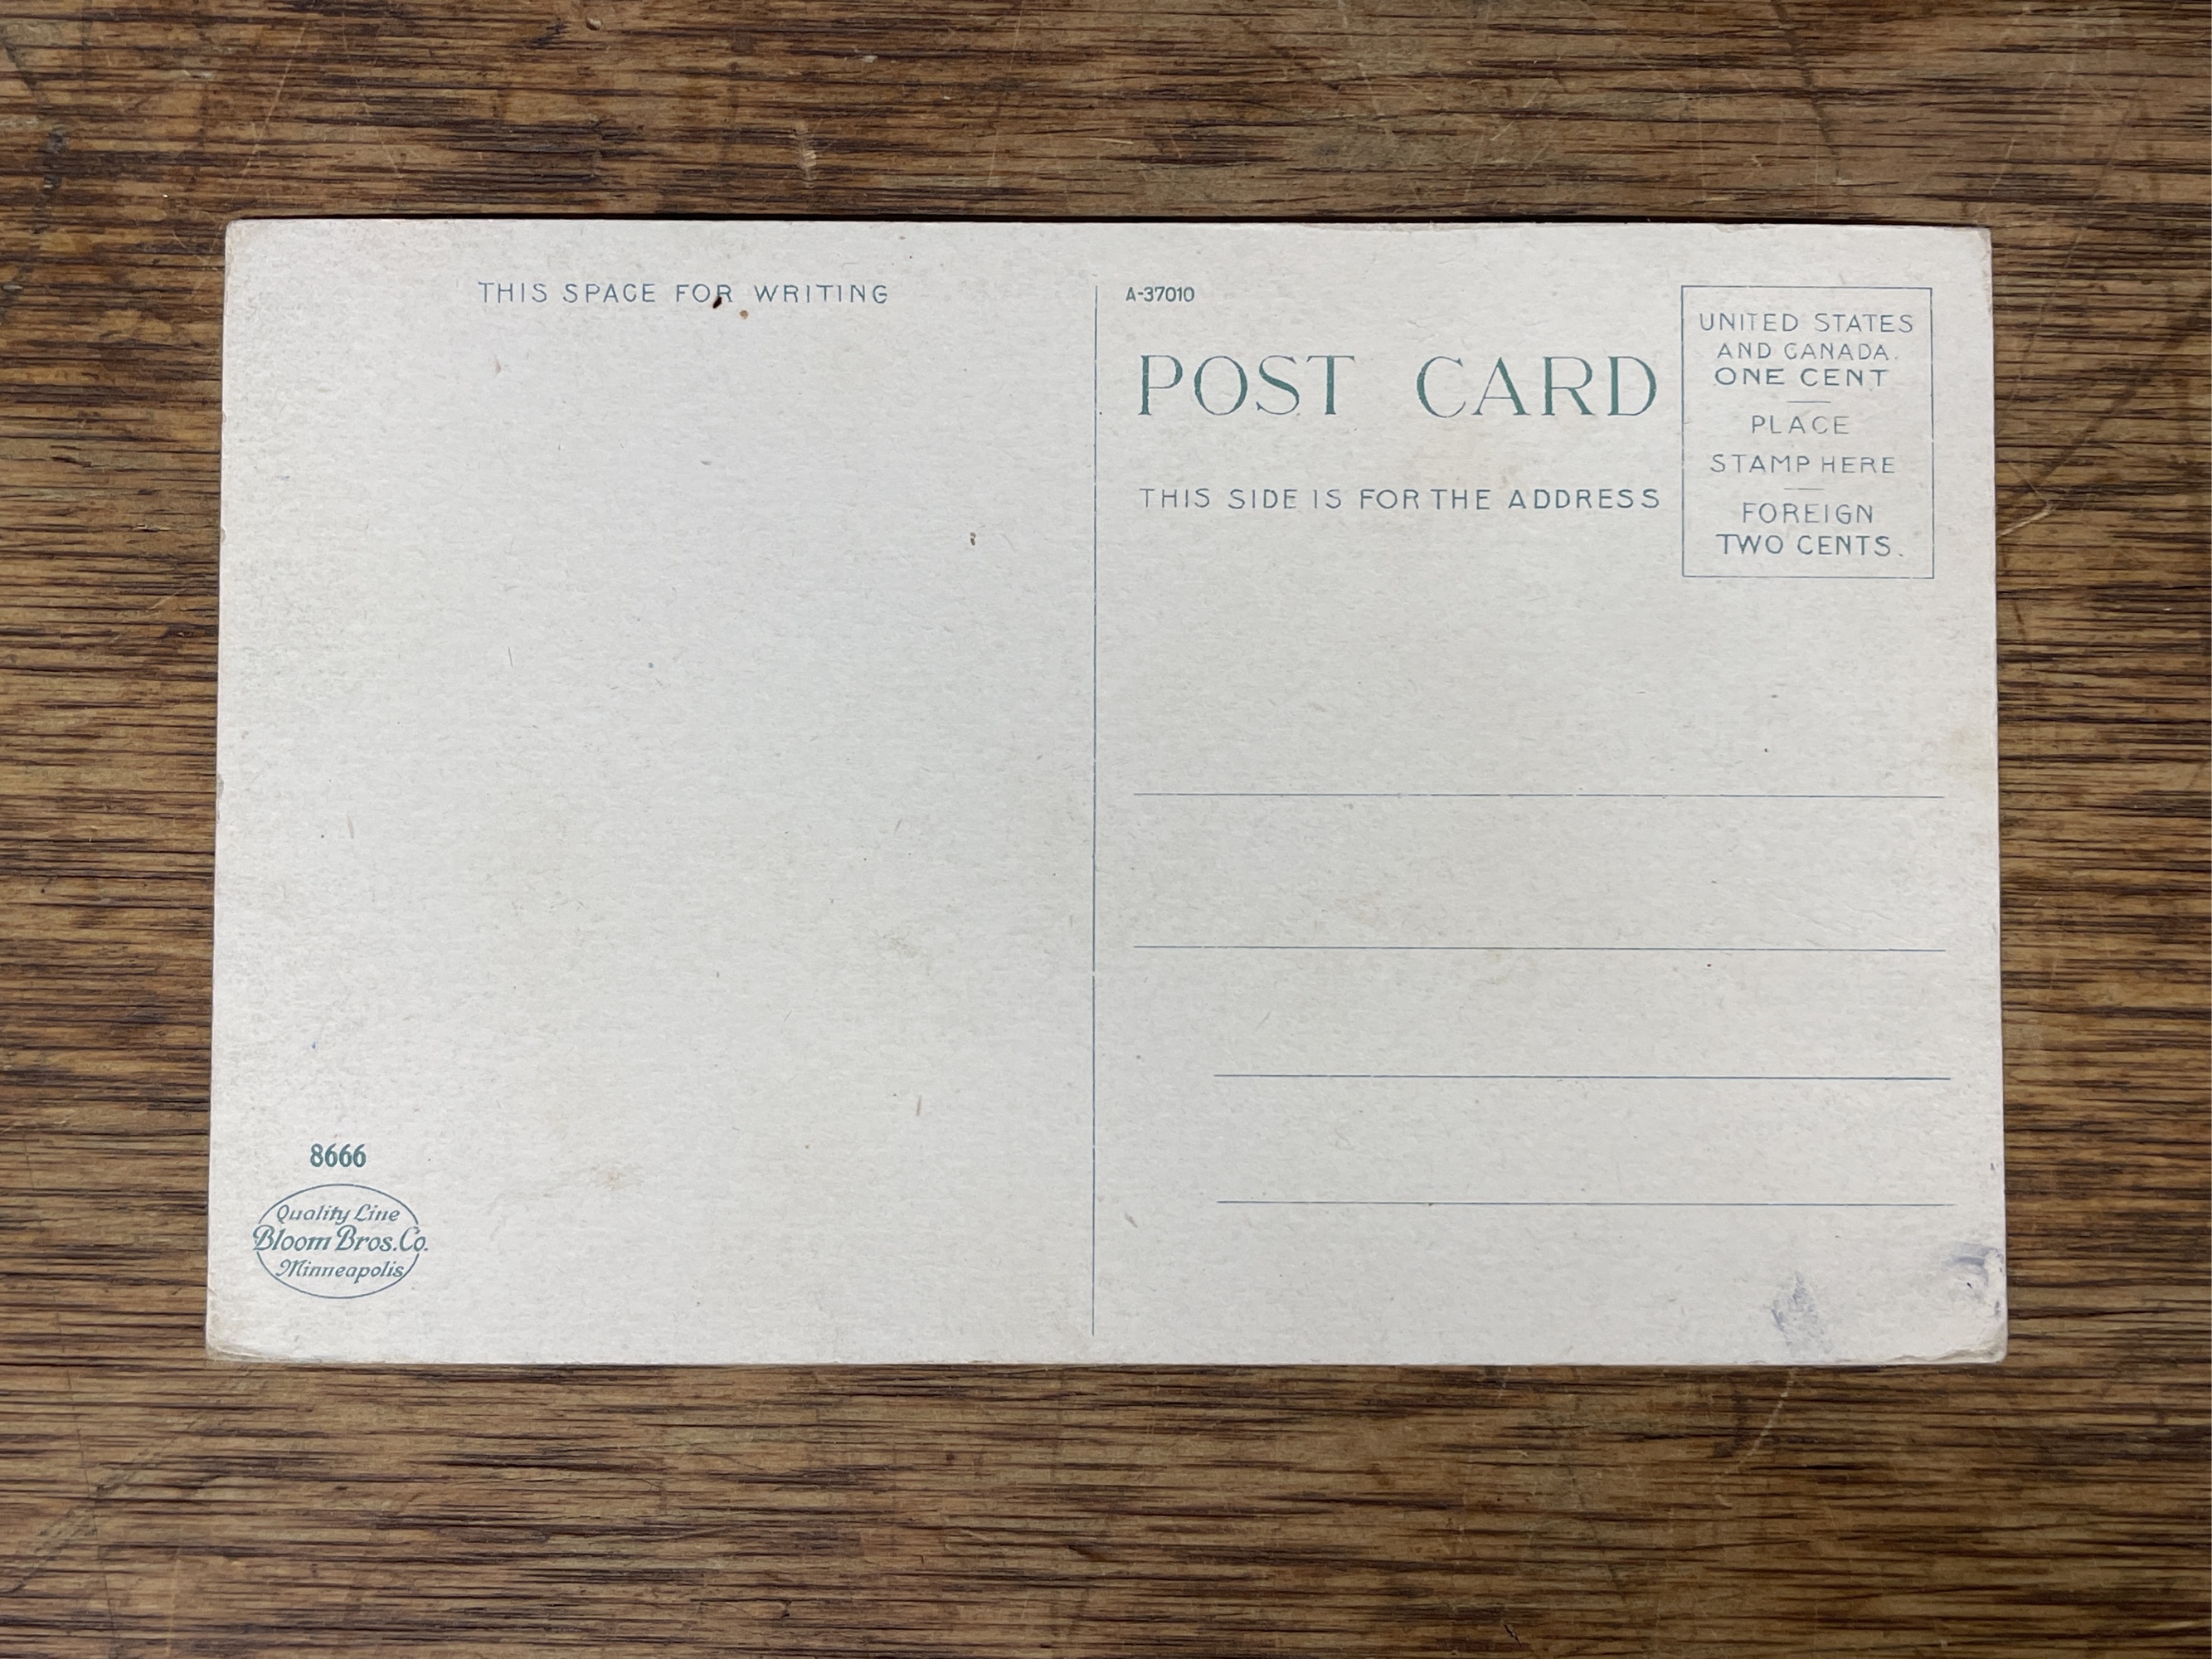 THIS SPACE FOR WRITING
A-37010
POST CARD
THIS SIDE IS FOR THE ADDRESS
UNITED STATES
AND CANADA.
ONE CENT
PLACE
STAMP HERE
FOREIGN
TWO CENTS.
8666
Quality Line
Bloom Bros. Co.
Minneapolis